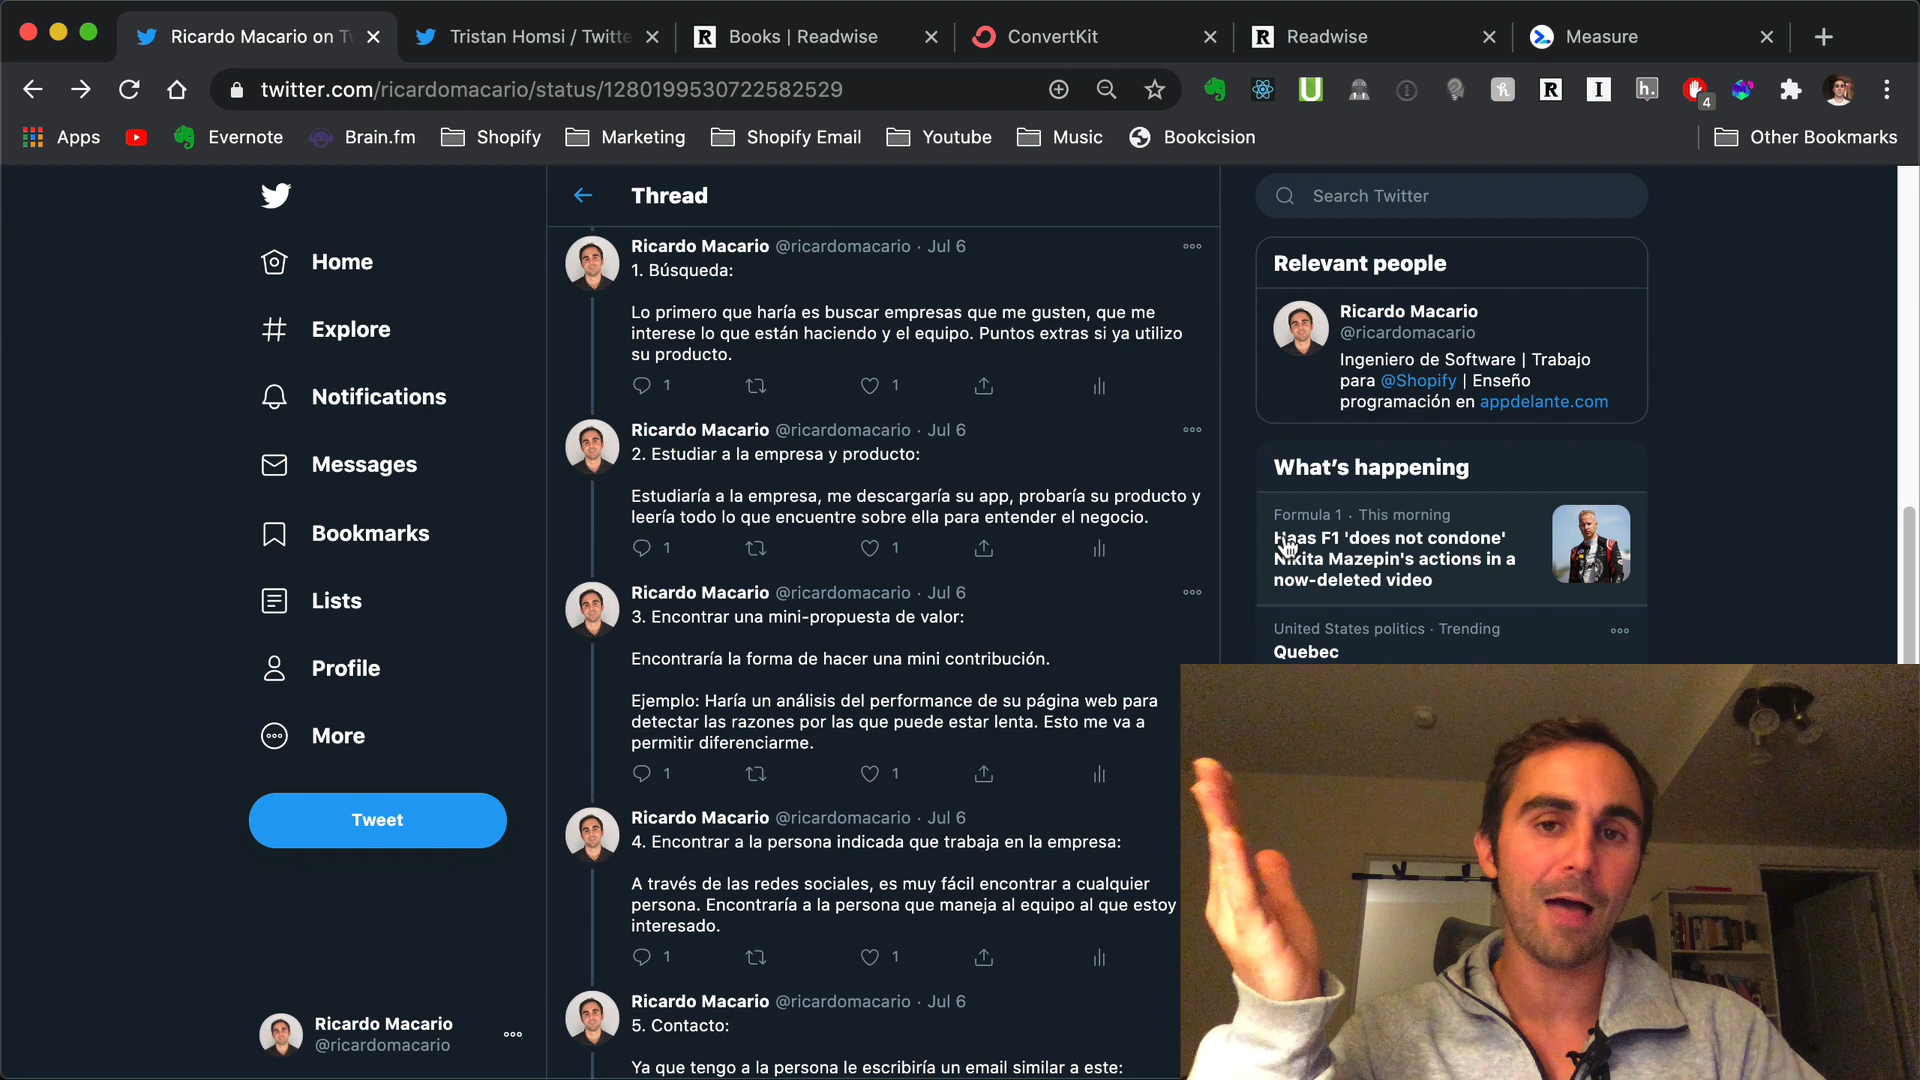 Ricardo Macario on Tw
Tristan Homsi / Twitte
Books | Readwise
ConvertKit
Readwise
Measure
twitter.com/ricardomacario/status/1280199530722582529
4
Apps
Evernote
Brain.fm
Shopify
Marketing
Shopify Email
Youtube
Music
Bookcision
Other Bookmarks
Home
Explore
Notifications
Messages
Bookmarks
Lists
Profile
More
Tweet
Ricardo Macario
@ricardomacario
Thread
Ricardo Macario @ricardomacario · Jul 6
1. Búsqueda:
Lo primero que haría es buscar empresas que me gusten, que me
interese lo que están haciendo y el equipo. Puntos extras si ya utilizo
su producto.
1 1
Ricardo Macario @ricardomacario · Jul 6
2. Estudiar a la empresa y producto:
Estudiaría a la empresa, me descargaría su app, probaría su producto y
leería todo lo que encuentre sobre ella para entender el negocio.
1 1
Ricardo Macario @ricardomacario · Jul 6
3. Encontrar una mini-propuesta de valor:
Encontraría la forma de hacer una mini contribución.
Ejemplo: Haría un análisis del performance de su página web para
detectar las razones por las que puede estar lenta. Esto me va a
permitir diferenciarme.
1 1
Ricardo Macario @ricardomacario · Jul 6
4. Encontrar a la persona indicada que trabaja en la empresa:
A través de las redes sociales, es muy fácil encontrar a cualquier
persona. Encontraría a la persona que maneja al equipo al que estoy
interesado.
1 1
Ricardo Macario @ricardomacario · Jul 6
5. Contacto:
Ya que tengo a la persona le escribiría un email similar a este:
Search Twitter
Relevant people
Ricardo Macario
@ricardomacario
Ingeniero de Software | Trabajo
para @Shopify | Enseño
programación en appdelante.com
What's happening
Formula 1 · This morning
Haas F1 'does not condone'
Nikita Mazepin's actions in a
now-deleted video
United States politics · Trending
Quebec